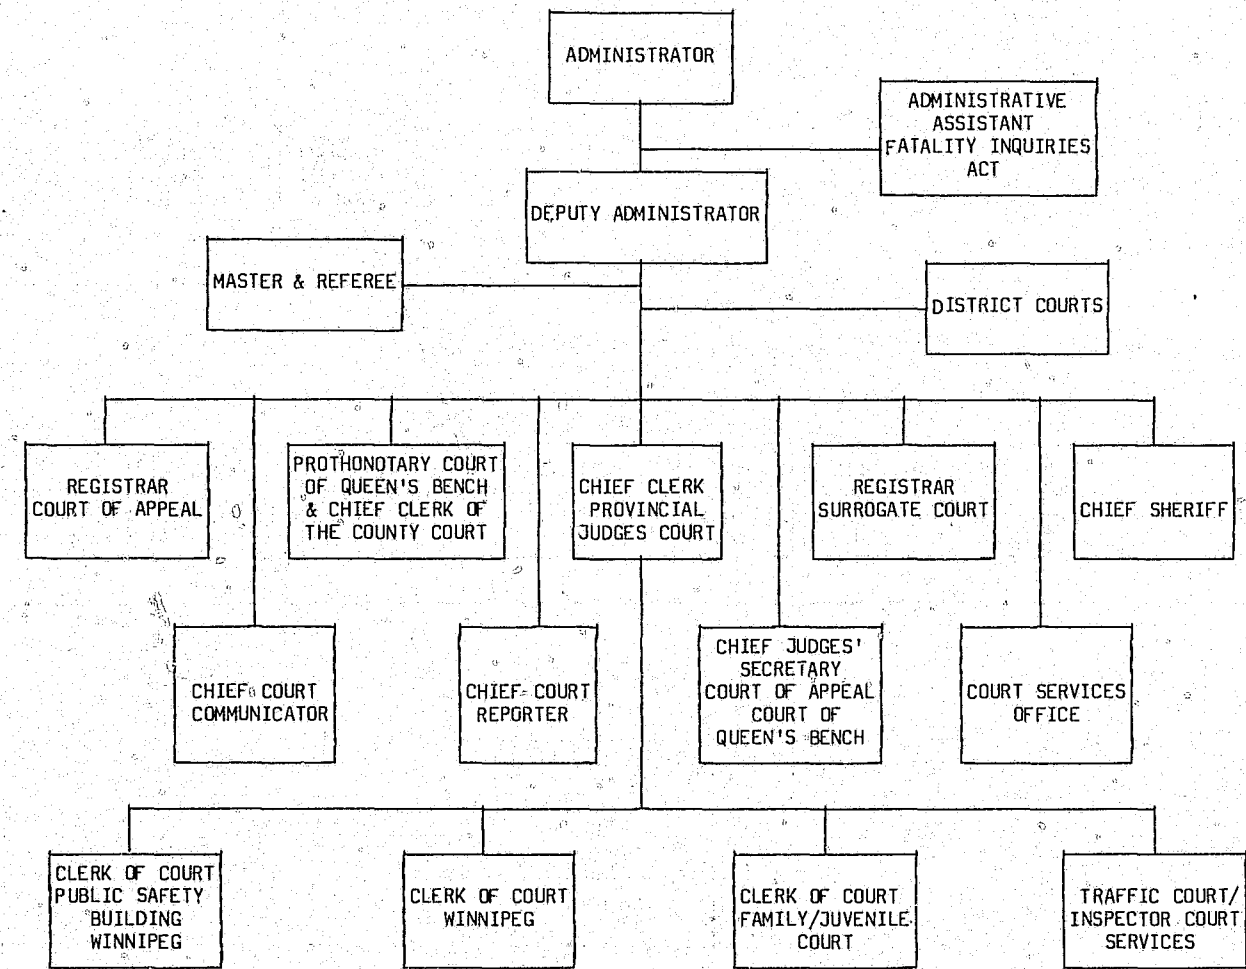 ADMINISTRATOR
ADMINISTRATIVE
ASSISTANT
FATALITY INQUIRIES
ACT
DEPUTY ADMINISTRATOR
MASTER & REFEREE
DISTRICT COURTS
REGISTRAR
COURT OF APPEAL
PROTHONOTARY COURT
OF QUEEN'S BENCH
& CHIEF CLERK OF
THE COUNTY COURT
CHIEF CLERK
PROVINCIAL
JUDGES COURT
REGISTRAR
SURROGATE COURT
CHIEF SHERIFF
CHIEF COURT
COMMUNICATOR
CHIEF COURT
REPORTER
CHIEF JUDGES'
SECRETARY
COURT OF APPEAL
COURT OF
QUEEN'S BENCH
COURT SERVICES
OFFICE
CLERK OF COURT
PUBLIC SAFETY
BUILDING
WINNIPEG
CLERK OF COURT
WINNIPEG
CLERK OF COURT
FAMILY/JUVENILE
COURT
TRAFFIC COURT/
INSPECTOR COURT
SERVICES